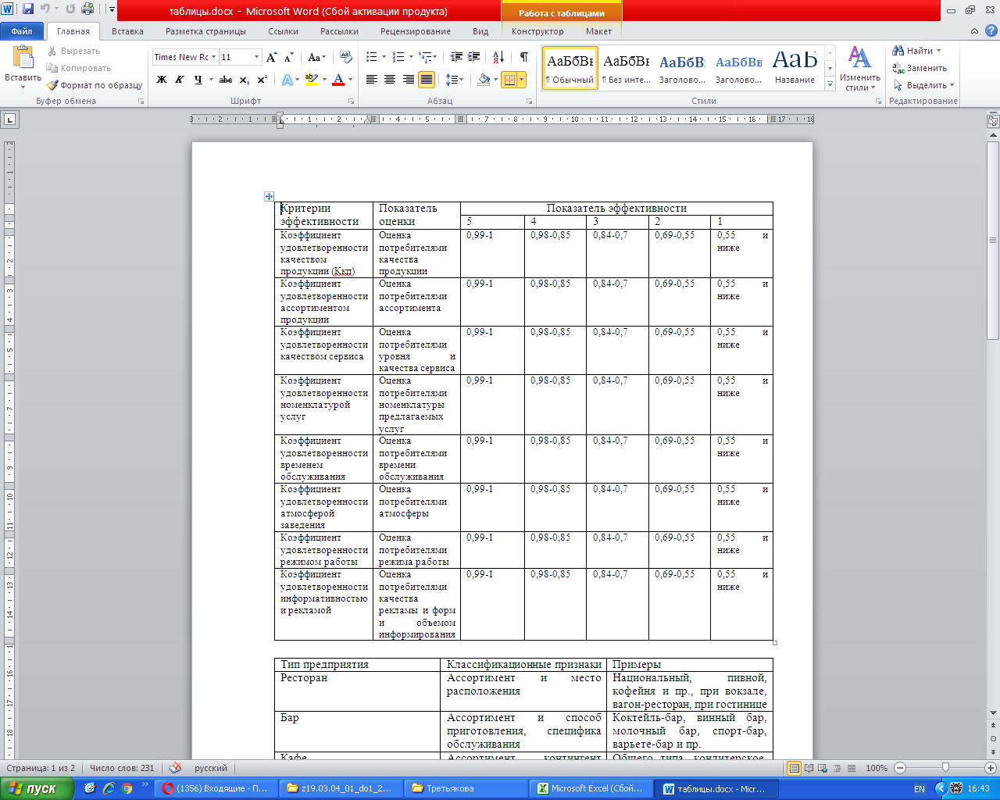 таблицы.docx - Microsoft Word (Сбой активации продукта)
Работа с таблицами
Файл Главная Вставка Разметка страницы Ссылки Рассылки Рецензирование Вид Конструктор Макет
Вставить
Вырезать
Копировать
Формат по образцу
Буфер обмена
Times New Rc 11
Ж К Ч abc x₂ x²
Шрифт
Абзац
АаБбВв АаБбВв АаБбВ АаБбВв АаБ
¶ Обычный ¶ Без инте... Заголово... Заголово... Название
Изменить стили
Стили
Найти
Заменить
Выделить
Редактирование
Критерии эффективности
Показатель оценки
Показатель эффективности
5 4 3 2 1
Коэффициент
удовлетворенности
качеством
продукции (Ккп)
Оценка
потребителями
качества
продукции
0,99-1 0,98-0,85 0,84-0,7 0,69-0,55 0,55 и
ниже
Коэффициент
удовлетворенности
ассортиментом
продукции
Оценка
потребителями
ассортимента
0,99-1 0,98-0,85 0,84-0,7 0,69-0,55 0,55 и
ниже
Коэффициент
удовлетворенности
качеством сервиса
Оценка
потребителями
уровня и
качества сервиса
0,99-1 0,98-0,85 0,84-0,7 0,69-0,55 0,55 и
ниже
Коэффициент
удовлетворенности
номенклатурой
услуг
Оценка
потребителями
номенклатуры
предлагаемых
услуг
0,99-1 0,98-0,85 0,84-0,7 0,69-0,55 0,55 и
ниже
Коэффициент
удовлетворенности
временем
обслуживания
Оценка
потребителями
времени
обслуживания
0,99-1 0,98-0,85 0,84-0,7 0,69-0,55 0,55 и
ниже
Коэффициент
удовлетворенности
атмосферой
заведения
Оценка
потребителями
атмосферы
0,99-1 0,98-0,85 0,84-0,7 0,69-0,55 0,55 и
ниже
Коэффициент
удовлетворенности
режимом работы
Оценка
потребителями
режима работы
0,99-1 0,98-0,85 0,84-0,7 0,69-0,55 0,55 и
ниже
Коэффициент
удовлетворенности
информативностью
и рекламой
Оценка
потребителями
качества
рекламы и форм
и объемом
информирования
0,99-1 0,98-0,85 0,84-0,7 0,69-0,55 0,55 и
ниже
Тип предприятия Классификационные признаки Примеры
Ресторан
Ассортимент и место
расположения
Национальный, пивной,
кофейня и пр., при вокзале,
вагон-ресторан, при гостинице
Бар
Ассортимент и способ
приготовления, специфика
обслуживания
Коктейль-бар, винный бар,
молочный бар, спорт-бар,
варьете-бар и пр.
Кафе Ассортимент, контингент Общего типа, кондитерское,
Страница: 1 из 2 Число слов: 231 русский 100%
пуск (1356) Входящие - П... z19.03.04_01_do1_2... Третьякова Microsoft Excel (Сбой... таблицы.docx - Micr... EN 16:43